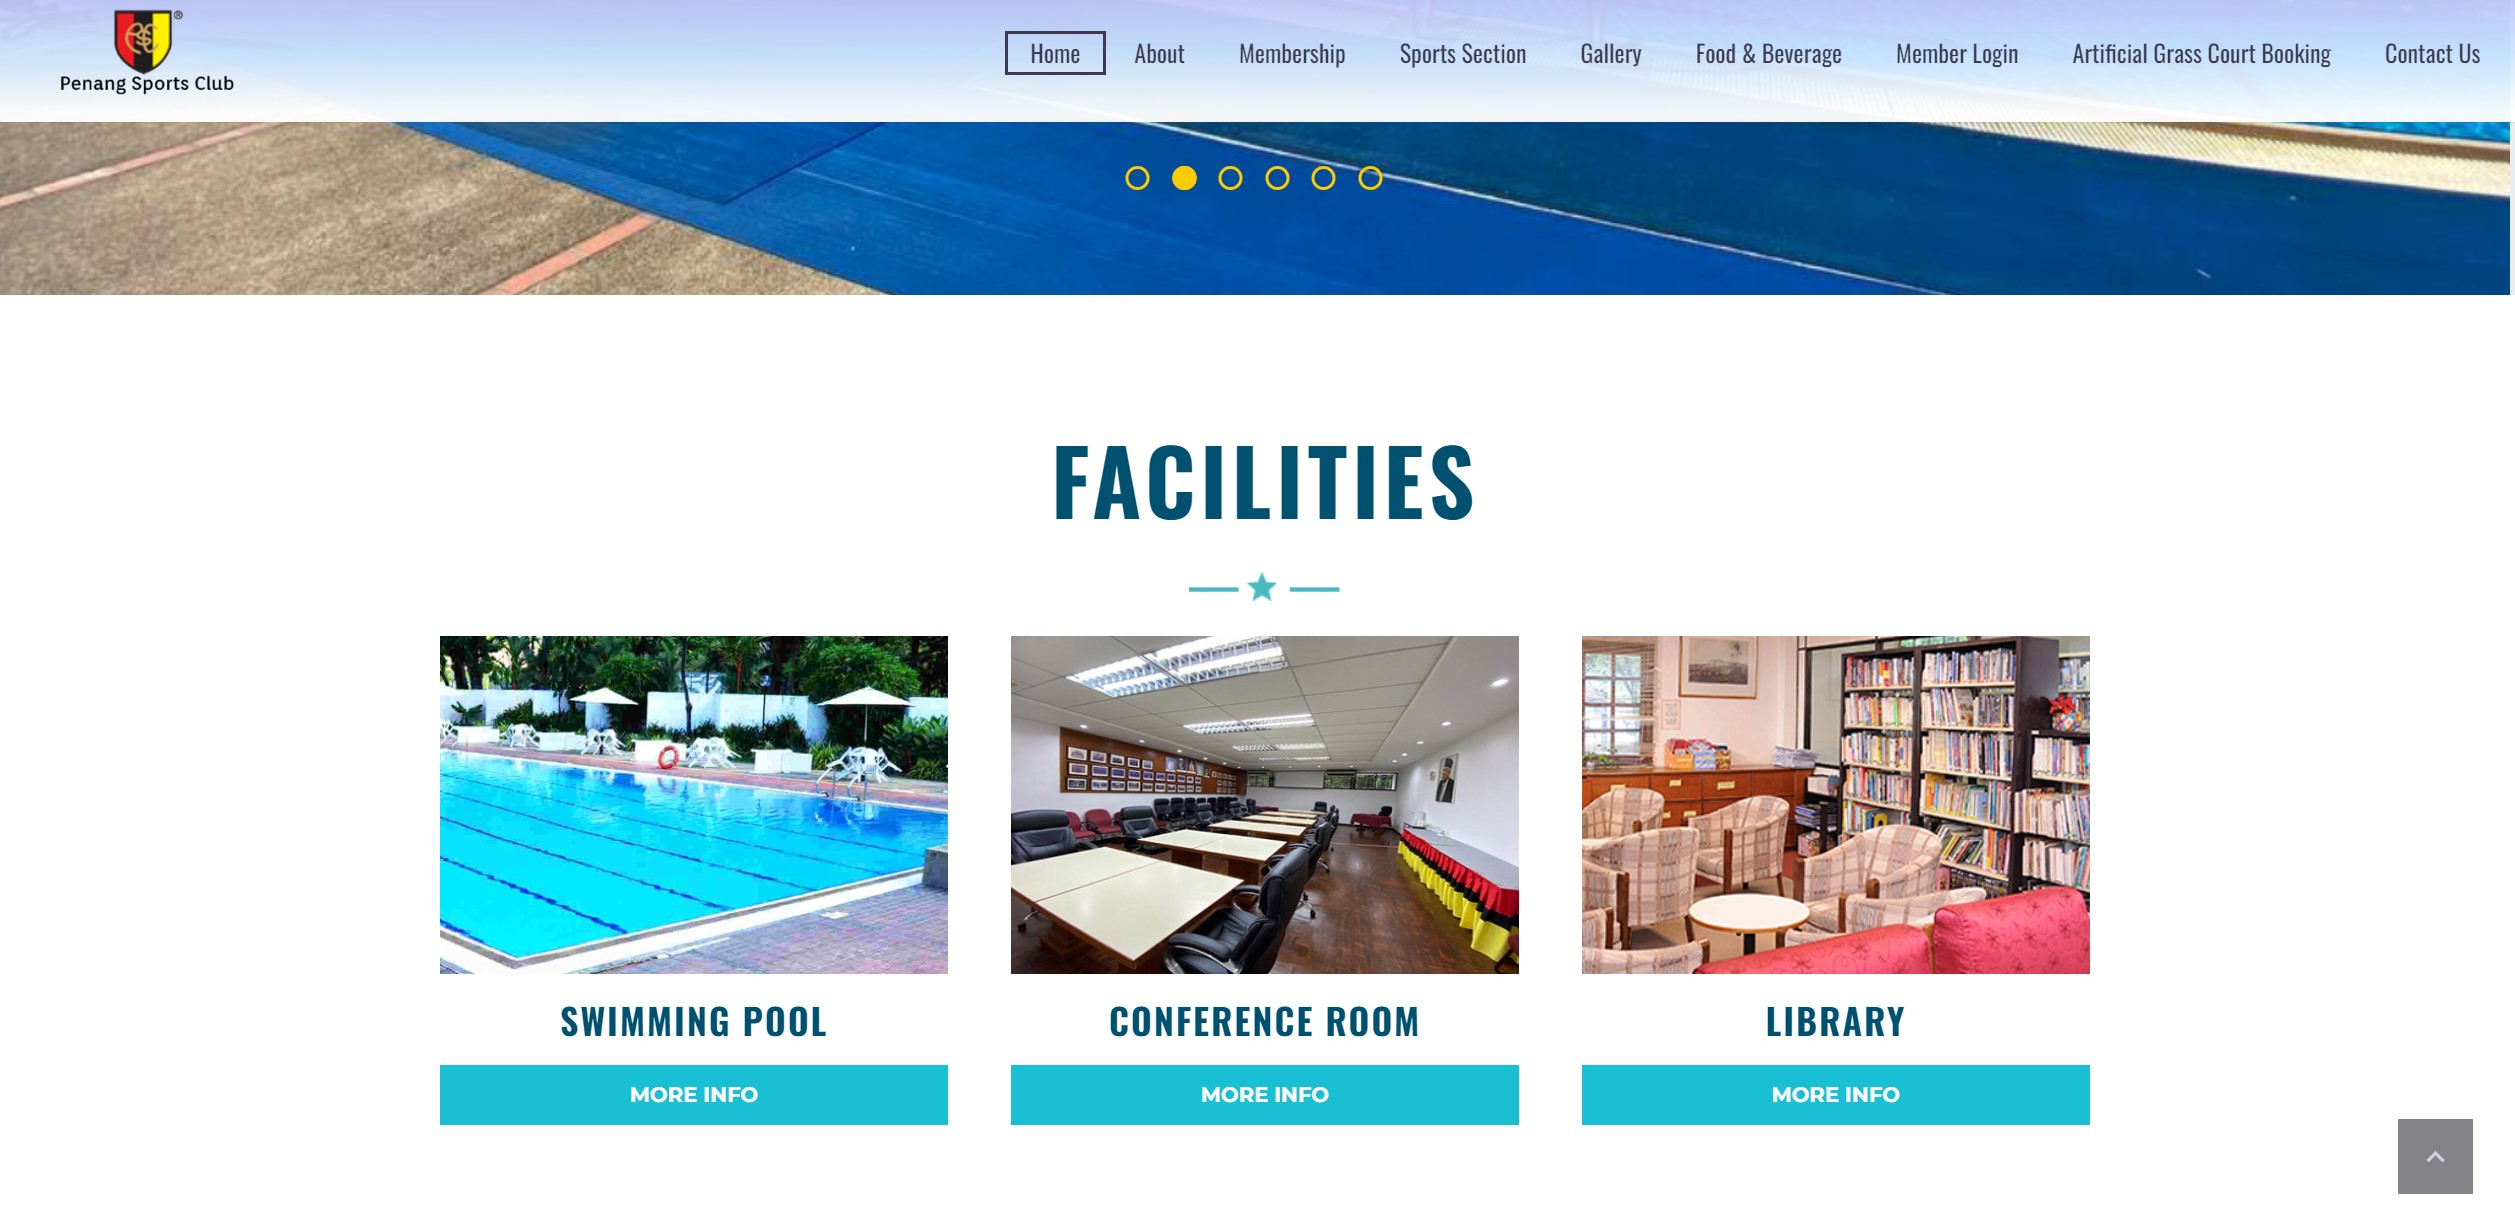 PSC
®
Penang Sports Club
Home About Membership Sports Section Gallery Food & Beverage Member Login Artificial Grass Court Booking Contact Us
FACILITIES
SWIMMING POOL CONFERENCE ROOM LIBRARY
MORE INFO MORE INFO MORE INFO